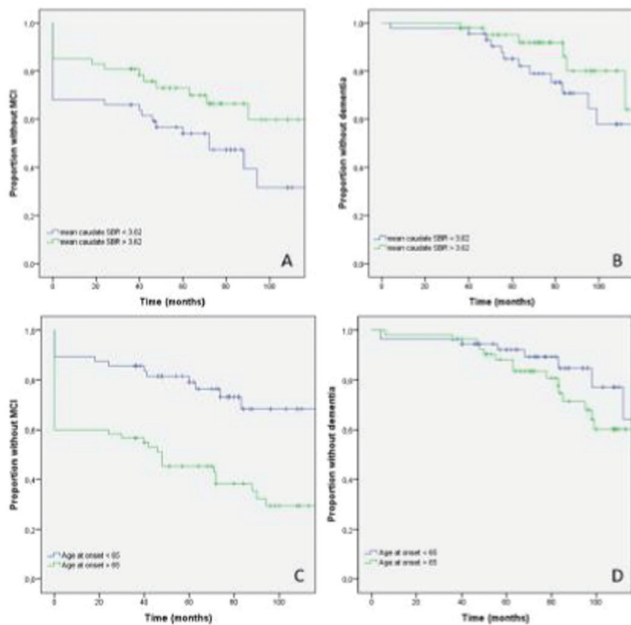 1,0
0,8
0,6
0,4
0,2
0,0
0
20
40
60
80
100
Proportion without MCI
Time (months)
mean caudate SBR < 3.62
mean caudate SBR > 3.62
A
1,0
0,8
0,6
0,4
0,2
0,0
0
20
40
60
80
100
Proportion without dementia
Time (months)
mean caudate SBR < 3.62
mean caudate SBR > 3.62
B
1,0
0,8
0,6
0,4
0,2
0,0
0
20
40
60
80
100
Proportion without MCI
Time (months)
Age at onset < 65
Age at onset > 65
C
1,0
0,8
0,6
0,4
0,2
0,0
0
20
40
60
80
100
Proportion without dementia
Time (months)
Age at onset < 65
Age at onset > 65
D